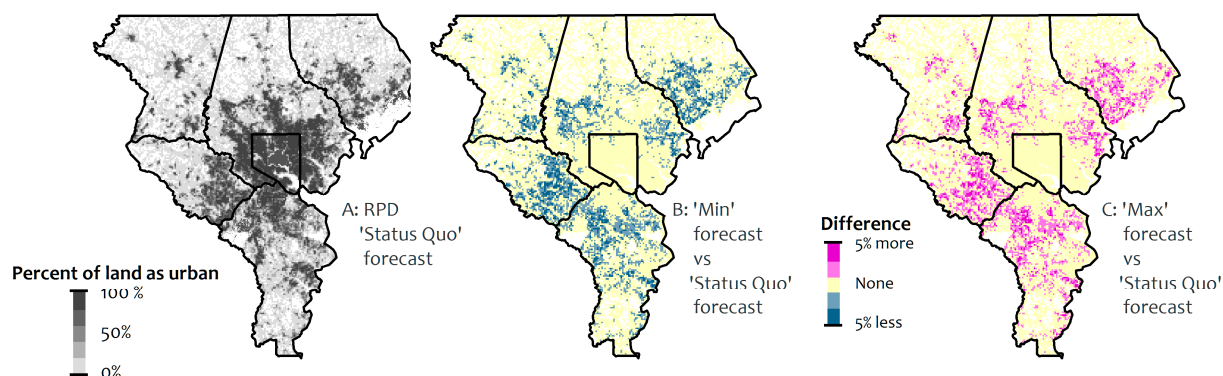 A: RPD
'Status Quo'
forecast
Percent of land as urban
100 %
50%
0%
B: 'Min'
forecast
vs
'Status Quo'
forecast
Difference
5% more
None
5% less
C: 'Max'
forecast
vs
'Status Quo'
forecast